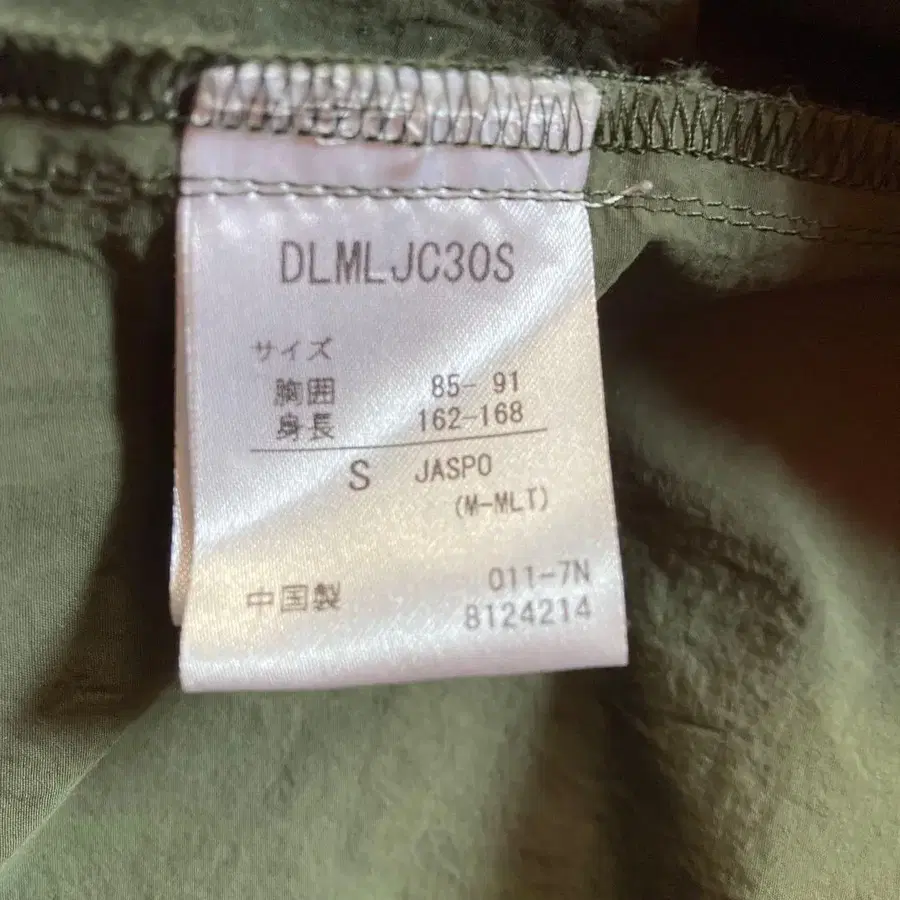 DLMLJC30S
サイズ
胸囲 85- 91
身長 162-168
S JASPO
(M-MLT)
011-7N
中国製
8124214